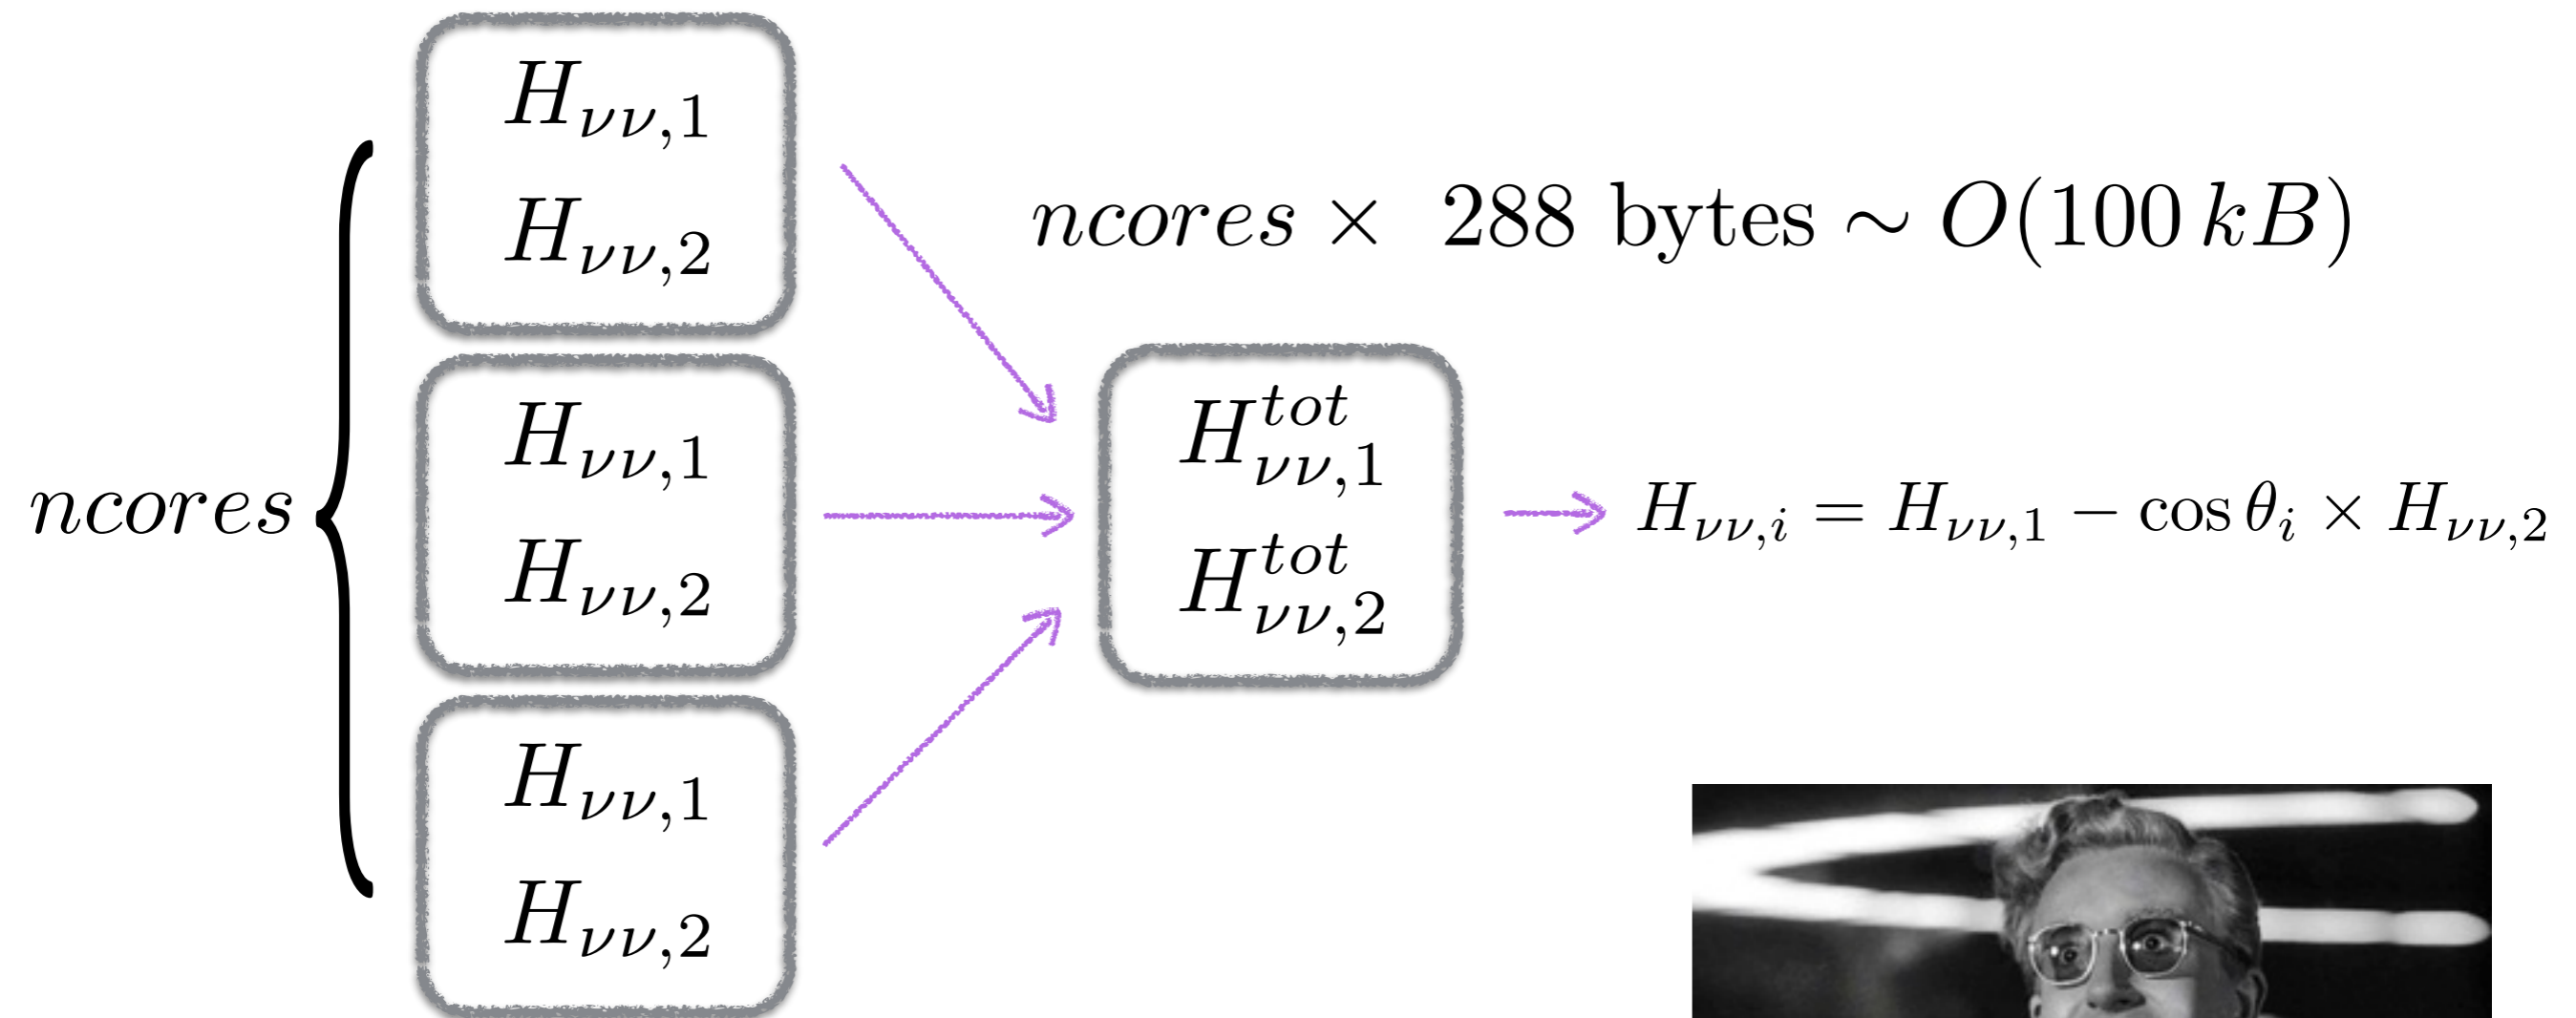 H_{νν,1}
H_{νν,2}
ncores × 288 bytes ∼ O(100 kB)
ncores
H_{νν,1}
H_{νν,2}
H^{tot}_{νν,1}
H^{tot}_{νν,2}
H_{νν,i} = H_{νν,1} − cos θ_i × H_{νν,2}
H_{νν,1}
H_{νν,2}